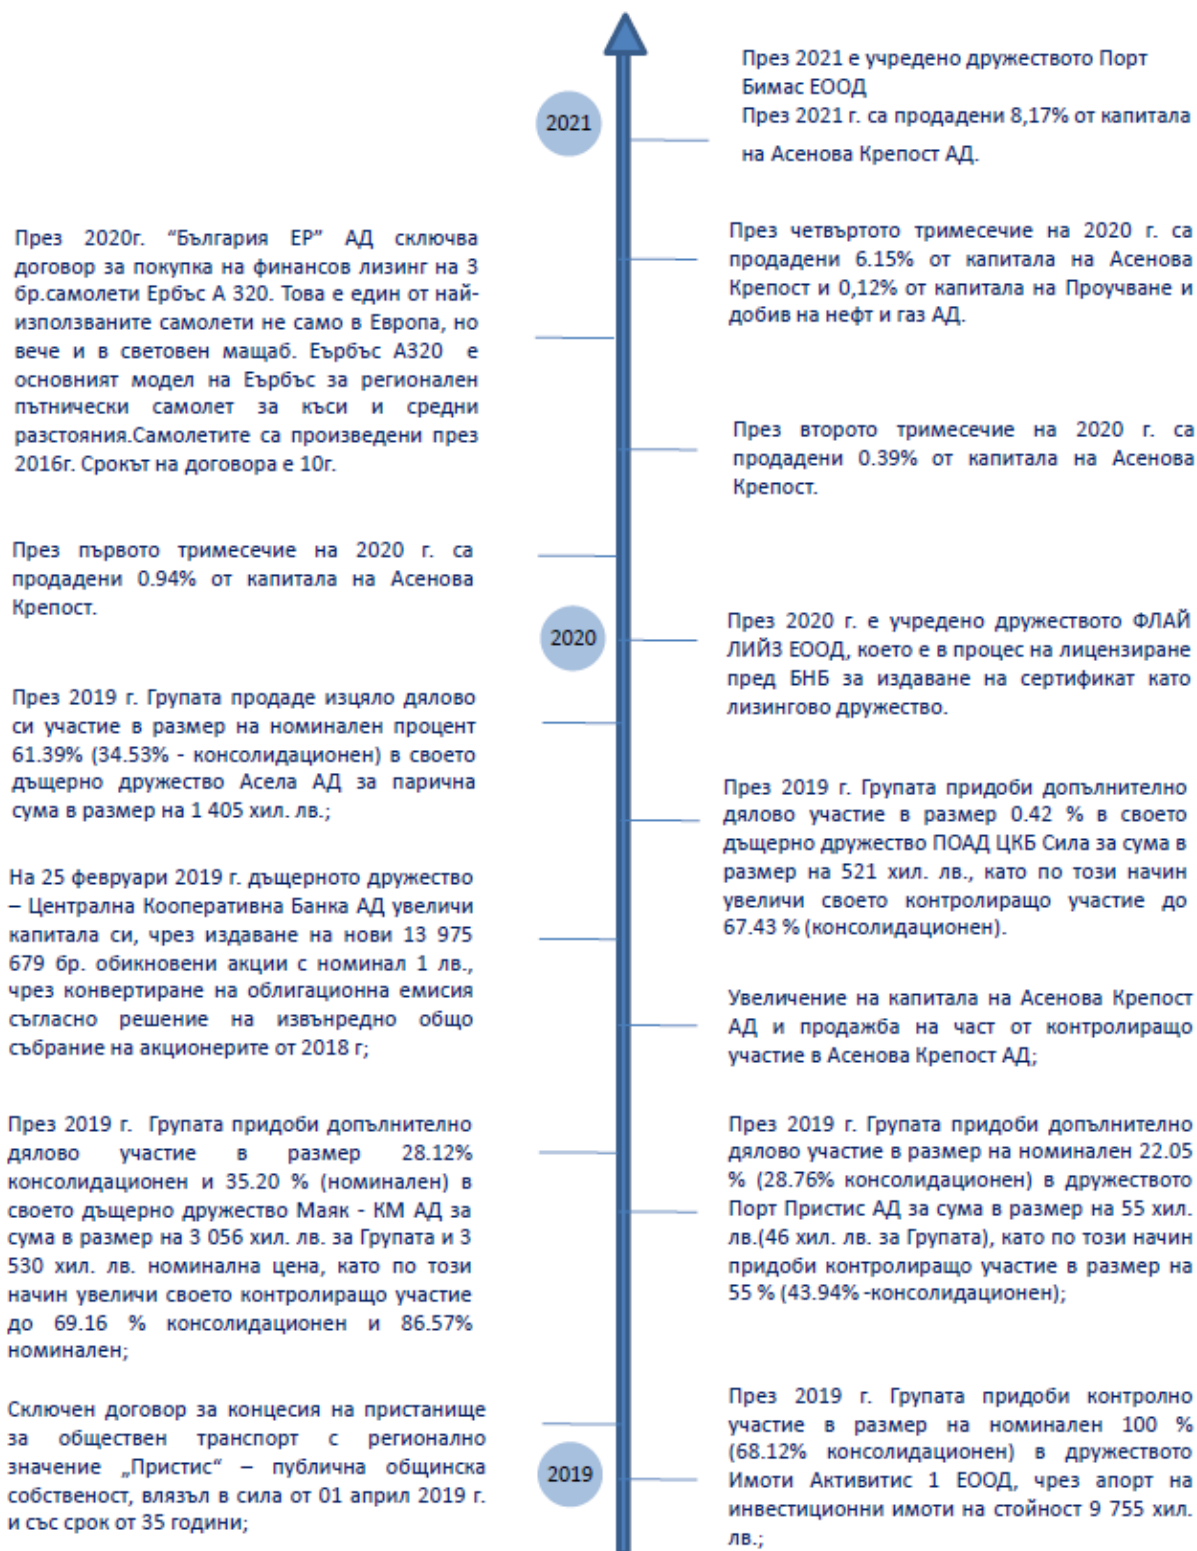 През 2021 е учредено дружеството Порт
Бимас ЕООД
През 2021 г. са продадени 8,17% от капитала
на Асенова Крепост АД.
2021
През 2020г. “България ЕР” АД сключва
договор за покупка на финансов лизинг на 3
бр.самолети Ербъс А 320. Това е един от най-
използваните самолети не само в Европа, но
вече и в световен мащаб. Еърбъс А320 е
основният модел на Еърбъс за регионален
пътнически самолет за къси и средни
разстояния.Самолетите са произведени през
2016г. Срокът на договора е 10г.
През четвъртото тримесечие на 2020 г. са
продадени 6.15% от капитала на Асенова
Крепост и 0,12% от капитала на Проучване и
добив на нефт и газ АД.
През второто тримесечие на 2020 г. са
продадени 0.39% от капитала на Асенова
Крепост.
През първото тримесечие на 2020 г. са
продадени 0.94% от капитала на Асенова
Крепост.
2020
През 2020 г. е учредено дружеството ФЛАЙ
ЛИЙЗ ЕООД, което е в процес на лицензиране
пред БНБ за издаване на сертификат като
лизингово дружество.
През 2019 г. Групата продаде изцяло дялово
си участие в размер на номинален процент
61.39% (34.53% - консолидационен) в своето
дъщерно дружество Асела АД за парична
сума в размер на 1 405 хил. лв.;
През 2019 г. Групата придоби допълнително
дялово участие в размер 0.42 % в своето
дъщерно дружество ПОАД ЦКБ Сила за сума в
размер на 521 хил. лв., като по този начин
увеличи своето контролиращо участие до
67.43 % (консолидационен).
На 25 февруари 2019 г. дъщерното дружество
– Централна Кооперативна Банка АД увеличи
капитала си, чрез издаване на нови 13 975
679 бр. обикновени акции с номинал 1 лв.,
чрез конвертиране на облигационна емисия
съгласно решение на извънредно общо
събрание на акционерите от 2018 г;
Увеличение на капитала на Асенова Крепост
АД и продажба на част от контролиращо
участие в Асенова Крепост АД;
През 2019 г. Групата придоби допълнително
дялово участие в размер 28.12%
консолидационен и 35.20 % (номинален) в
своето дъщерно дружество Маяк - КМ АД за
сума в размер на 3 056 хил. лв. за Групата и 3
530 хил. лв. номинална цена, като по този
начин увеличи своето контролиращо участие
до 69.16 % консолидационен и 86.57%
номинален;
През 2019 г. Групата придоби допълнително
дялово участие в размер на номинален 22.05
% (28.76% консолидационен) в дружеството
Порт Пристис АД за сума в размер на 55 хил.
лв.(46 хил. лв. за Групата), като по този начин
придоби контролиращо участие в размер на
55 % (43.94% -консолидационен);
Сключен договор за концесия на пристанище
за обществен транспорт с регионално
значение „Пристис“ – публична общинска
собственост, влязъл в сила от 01 април 2019 г.
и със срок от 35 години;
2019
През 2019 г. Групата придоби контролно
участие в размер на номинален 100 %
(68.12% консолидационен) в дружеството
Имоти Активитис 1 ЕООД, чрез апорт на
инвестиционни имоти на стойност 9 755 хил.
лв.;